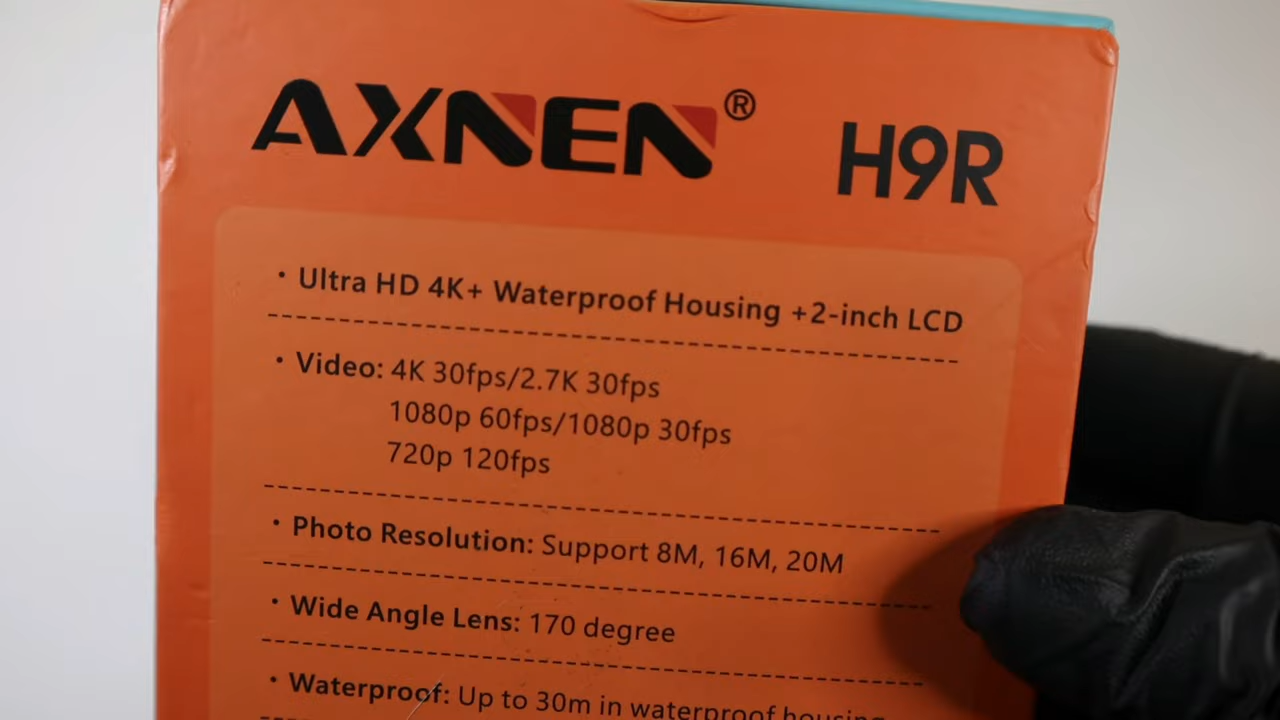 AXNEN® H9R
· Ultra HD 4K+ Waterproof Housing +2-inch LCD
· Video: 4K 30fps/2.7K 30fps
1080p 60fps/1080p 30fps
720p 120fps
· Photo Resolution: Support 8M, 16M, 20M
· Wide Angle Lens: 170 degree
· Waterproof: Up to 30m in waterproof housing